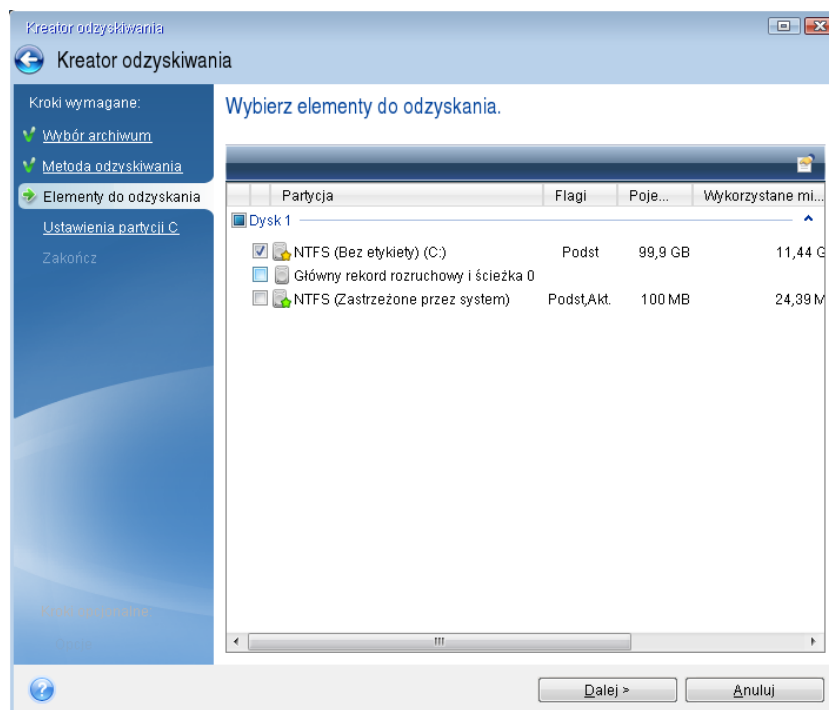 Kreator odzyskiwania
Kreator odzyskiwania
Kroki wymagane:
Wybór archiwum
Metoda odzyskiwania
Elementy do odzyskania
Ustawienia partycji C
Zakończ
Wybierz elementy do odzyskania.
Partycja Flagi Poje... Wykorzystane mi...
Dysk 1
NTFS (Bez etykiety) (C:) Podst 99,9 GB 11,44 G
Główny rekord rozruchowy i ścieżka 0
NTFS (Zastrzeżone przez system) Podst,Akt. 100 MB 24,39 M
Dalej >
Anuluj